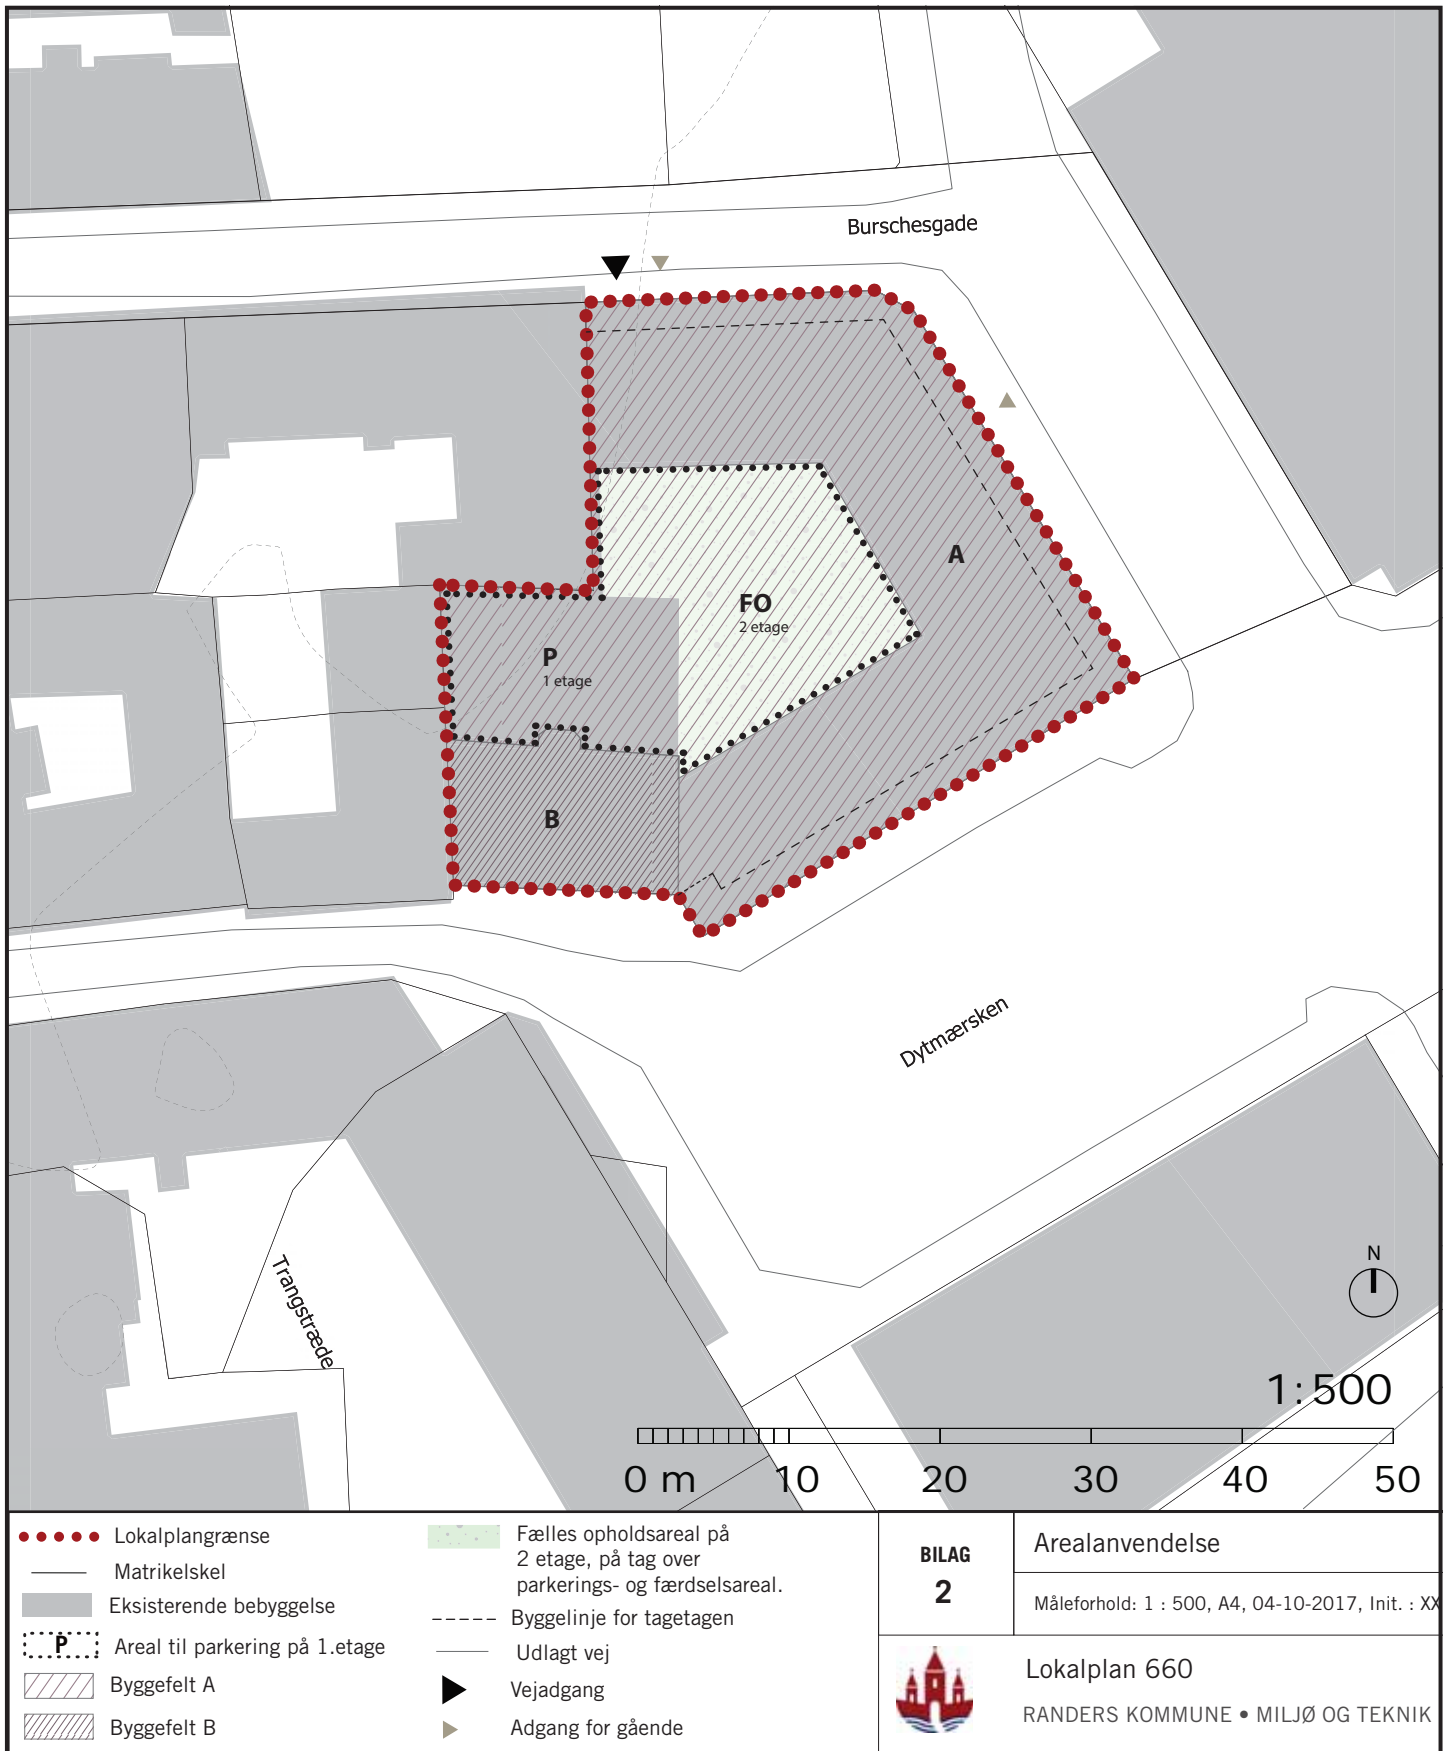 Burschesgade
A
FO
2 etage
P
1 etage
B
Dytmærsken
Trangstræde
N
1:500
0 m 10 20 30 40 50
Lokalplangrænse
Matrikelskel
Eksisterende bebyggelse
P Areal til parkering på 1.etage
Byggefelt A
Byggefelt B
Fælles opholdsareal på
2 etage, på tag over
parkerings- og færdselsareal.
Byggelinje for tagetagen
Udlagt vej
Vejadgang
Adgang for gående
BILAG
2
Arealanvendelse
Måleforhold: 1 : 500, A4, 04-10-2017, Init. : XX
Lokalplan 660
RANDERS KOMMUNE • MILJØ OG TEKNIK